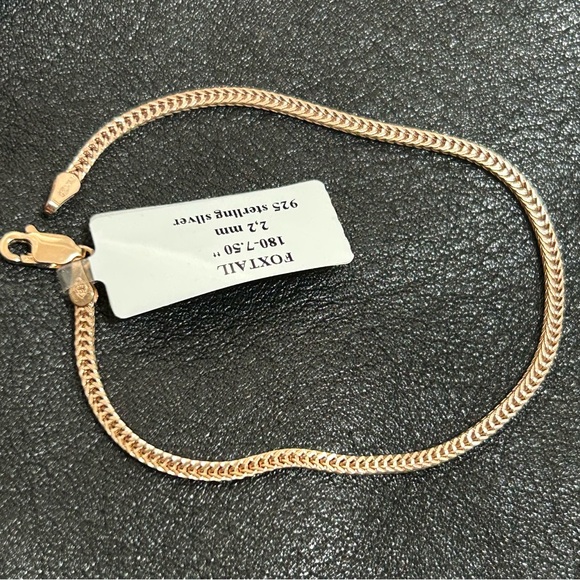 FOXTAIL
180-7.50"
2,2 mm
925 sterling silver